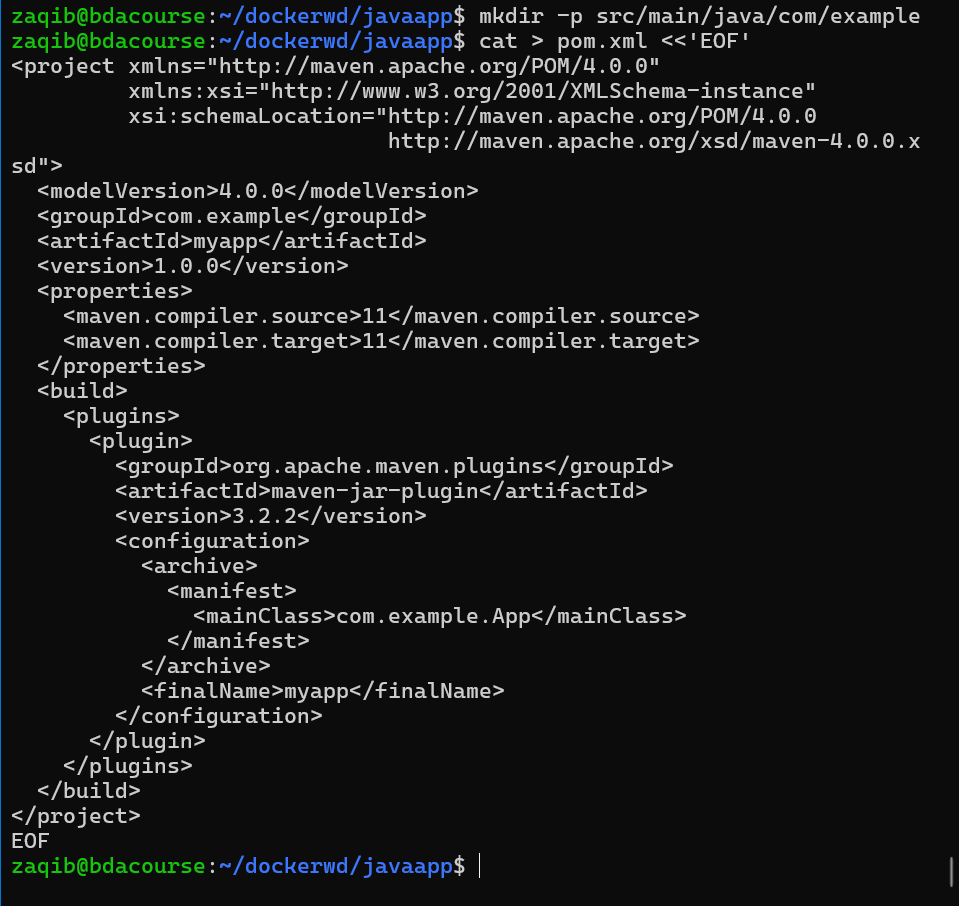 zaqib@bdacourse:~/dockerwd/javaapp$ mkdir -p src/main/java/com/example
zaqib@bdacourse:~/dockerwd/javaapp$ cat > pom.xml <<'EOF'
<project xmlns="http://maven.apache.org/POM/4.0.0"
         xmlns:xsi="http://www.w3.org/2001/XMLSchema-instance"
         xsi:schemaLocation="http://maven.apache.org/POM/4.0.0
                             http://maven.apache.org/xsd/maven-4.0.0.x
sd">
  <modelVersion>4.0.0</modelVersion>
  <groupId>com.example</groupId>
  <artifactId>myapp</artifactId>
  <version>1.0.0</version>
  <properties>
    <maven.compiler.source>11</maven.compiler.source>
    <maven.compiler.target>11</maven.compiler.target>
  </properties>
  <build>
    <plugins>
      <plugin>
        <groupId>org.apache.maven.plugins</groupId>
        <artifactId>maven-jar-plugin</artifactId>
        <version>3.2.2</version>
        <configuration>
          <archive>
            <manifest>
              <mainClass>com.example.App</mainClass>
            </manifest>
          </archive>
          <finalName>myapp</finalName>
        </configuration>
      </plugin>
    </plugins>
  </build>
</project>
EOF
zaqib@bdacourse:~/dockerwd/javaapp$